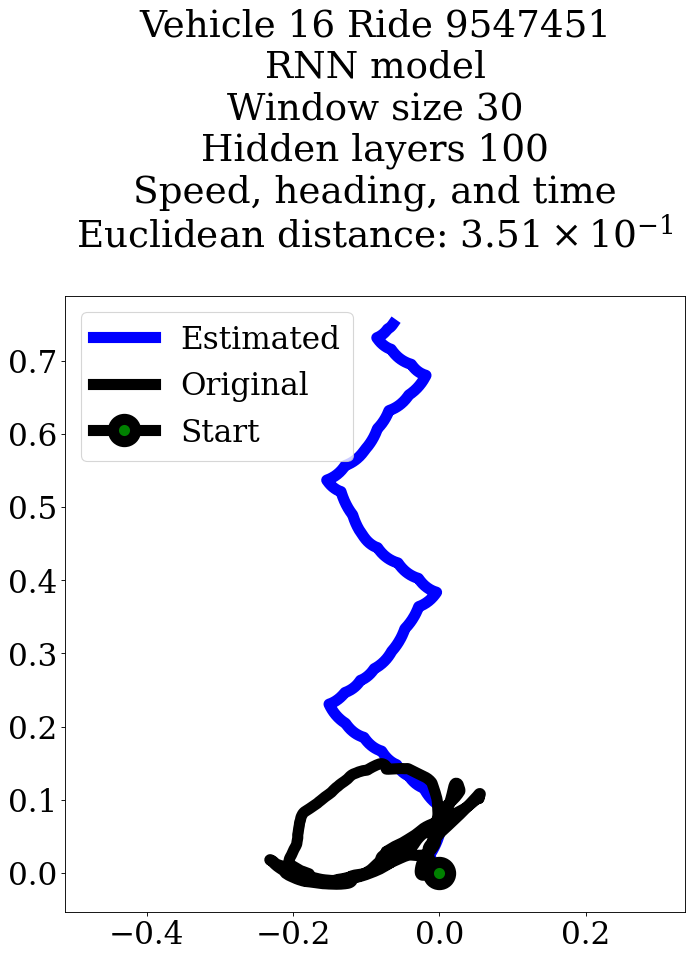 Vehicle 16 Ride 9547451
RNN model
Window size 30
Hidden layers 100
Speed, heading, and time
Euclidean distance: 3.51 × 10⁻¹
Estimated
Original
Start
0.7
0.6
0.5
0.4
0.3
0.2
0.1
0.0
−0.4 −0.2 0.0 0.2